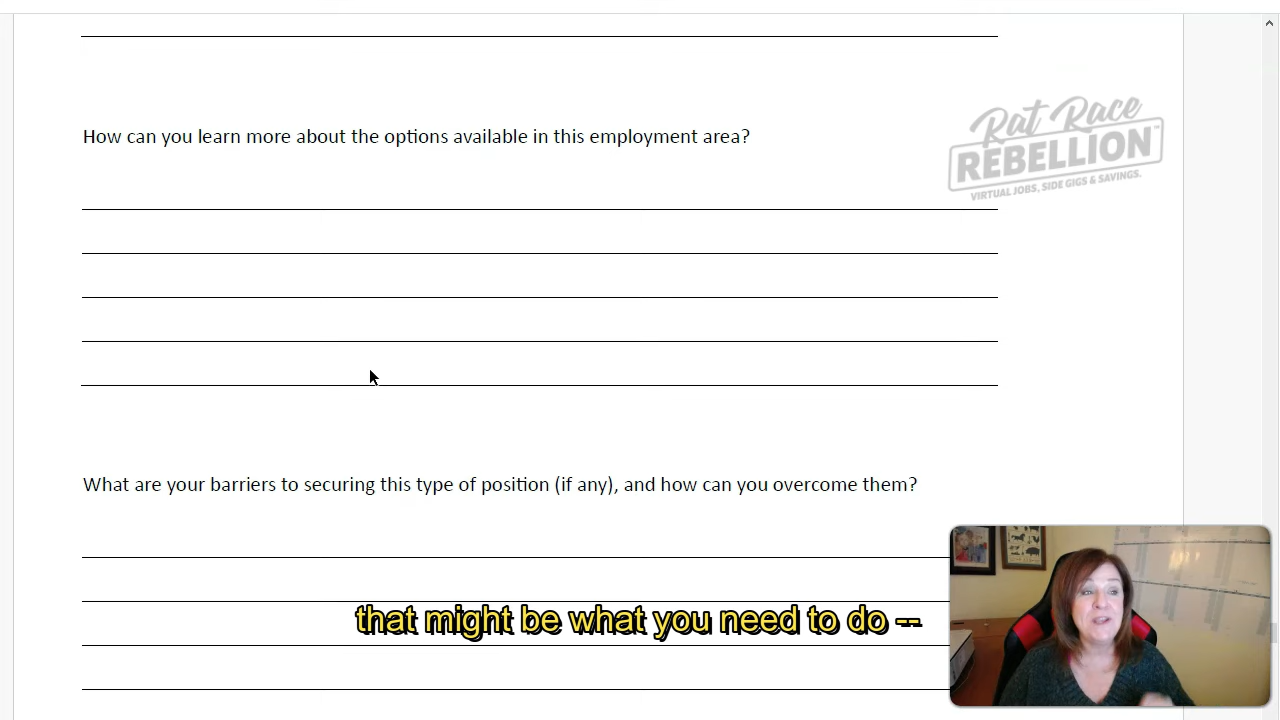 How can you learn more about the options available in this employment area?
Rat Race
REBELLION™
VIRTUAL JOBS, SIDE GIGS & SAVINGS.
What are your barriers to securing this type of position (if any), and how can you overcome them?
that might be what you need to do --